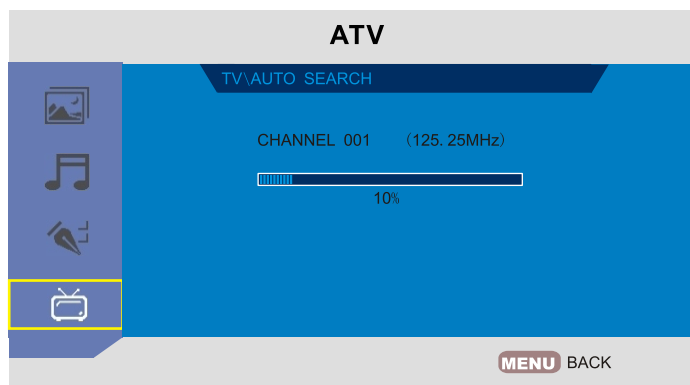 ATV
TV\AUTO SEARCH
CHANNEL 001 (125.25MHz)
10%
MENU BACK